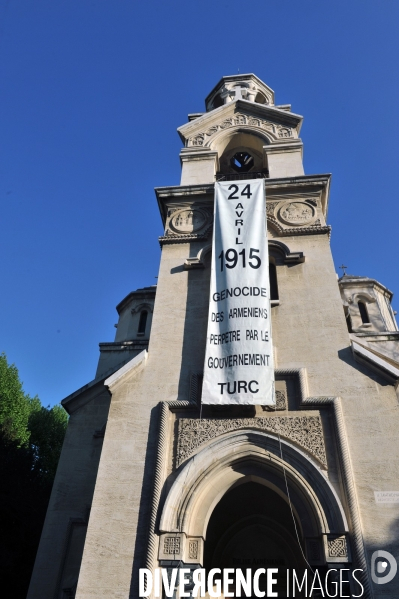 24
AVRIL
1915
GENOCIDE
DES ARMENIENS
PERPETRE PAR LE
GOUVERNEMENT
TURC
DIVERGENCE IMAGES